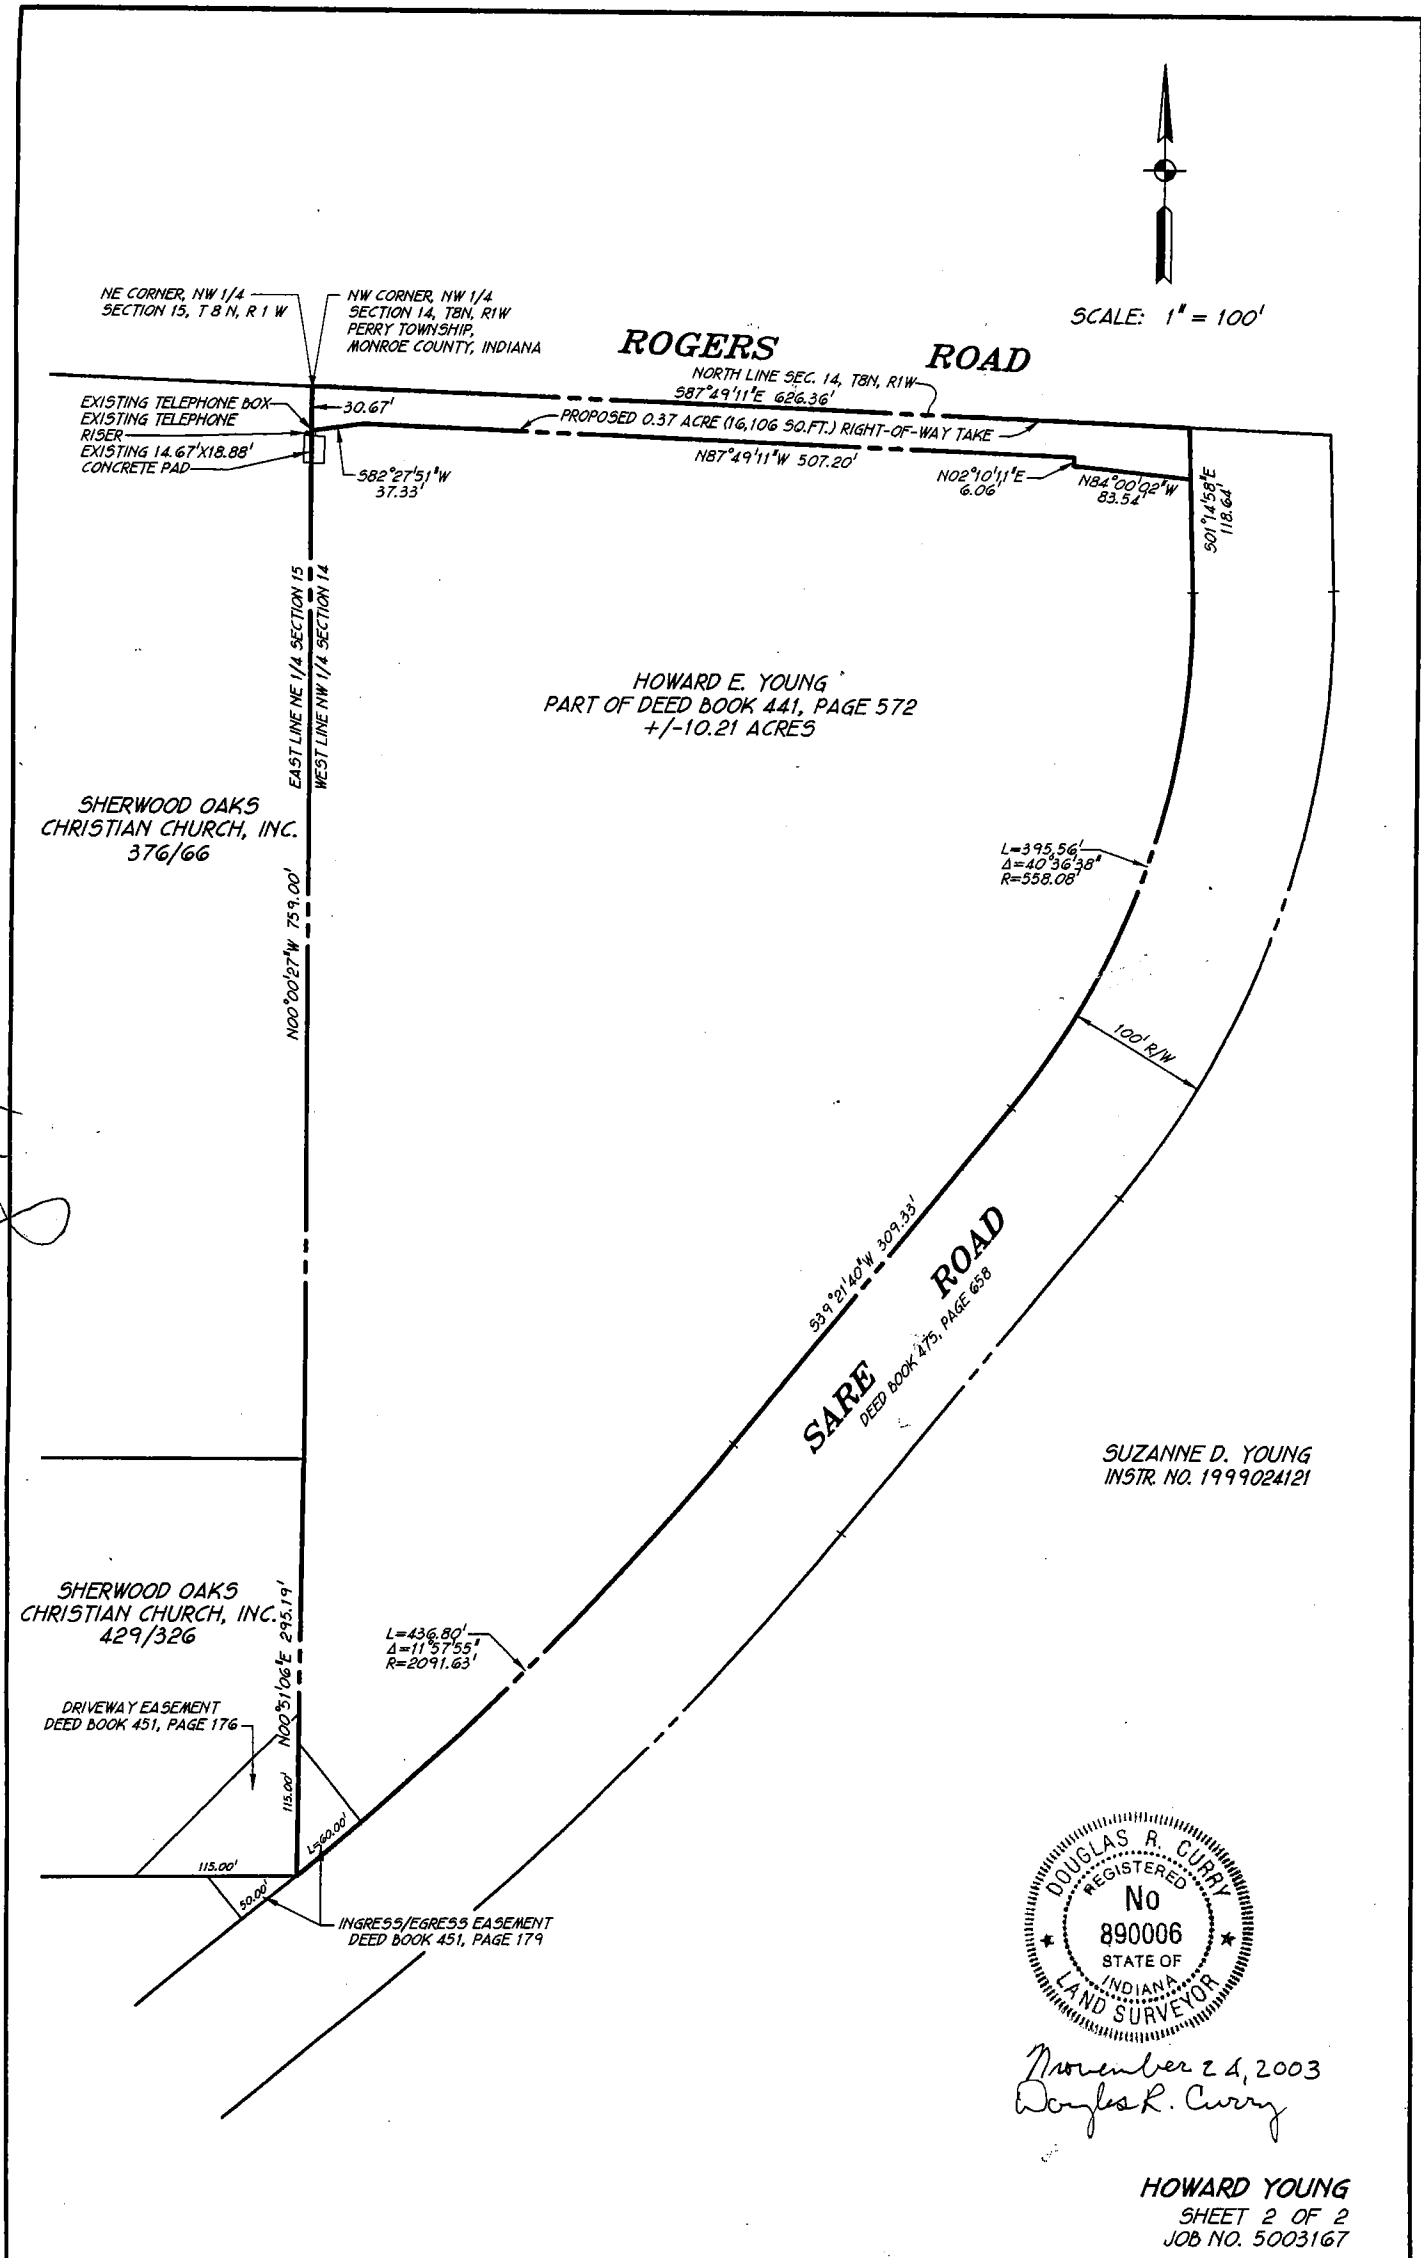 SCALE: 1" = 100'
NE CORNER, NW 1/4
SECTION 15, T 8 N, R 1 W
NW CORNER, NW 1/4
SECTION 14, T8N, R1W
PERRY TOWNSHIP,
MONROE COUNTY, INDIANA
ROGERS ROAD
NORTH LINE SEC. 14, T8N, R1W
S87°49'11"E 626.36'
EXISTING TELEPHONE BOX
EXISTING TELEPHONE
RISER
EXISTING 14.67'X18.88'
CONCRETE PAD
30.67'
PROPOSED 0.37 ACRE (16,106 SQ.FT.) RIGHT-OF-WAY TAKE
S82°27'51"W
37.33'
N87°49'11"W 507.20'
N02°10'11"E
6.06'
N84°00'02"W
83.54'
S01°14'58"E
118.64'
EAST LINE NE 1/4 SECTION 15
WEST LINE NW 1/4 SECTION 14
HOWARD E. YOUNG
PART OF DEED BOOK 441, PAGE 572
+/-10.21 ACRES
SHERWOOD OAKS
CHRISTIAN CHURCH, INC.
376/66
L=395.56'
Δ=40°36'38"
R=558.08'
N00°00'27"W 759.00'
100' R/W
S39°21'40"W 309.33'
SARE ROAD
DEED BOOK 475, PAGE 658
SUZANNE D. YOUNG
INSTR. NO. 1999024121
SHERWOOD OAKS
CHRISTIAN CHURCH, INC.
429/326
N00°51'06"E 295.19'
L=436.80'
Δ=11°57'55"
R=2091.63'
DRIVEWAY EASEMENT
DEED BOOK 451, PAGE 176
115.00'
L=60.00'
115.00'
50.00'
INGRESS/EGRESS EASEMENT
DEED BOOK 451, PAGE 179
DOUGLAS R. CURRY
REGISTERED
No
890006
STATE OF
INDIANA
LAND SURVEYOR
November 24, 2003
Douglas R. Curry
HOWARD YOUNG
SHEET 2 OF 2
JOB NO. 5003167